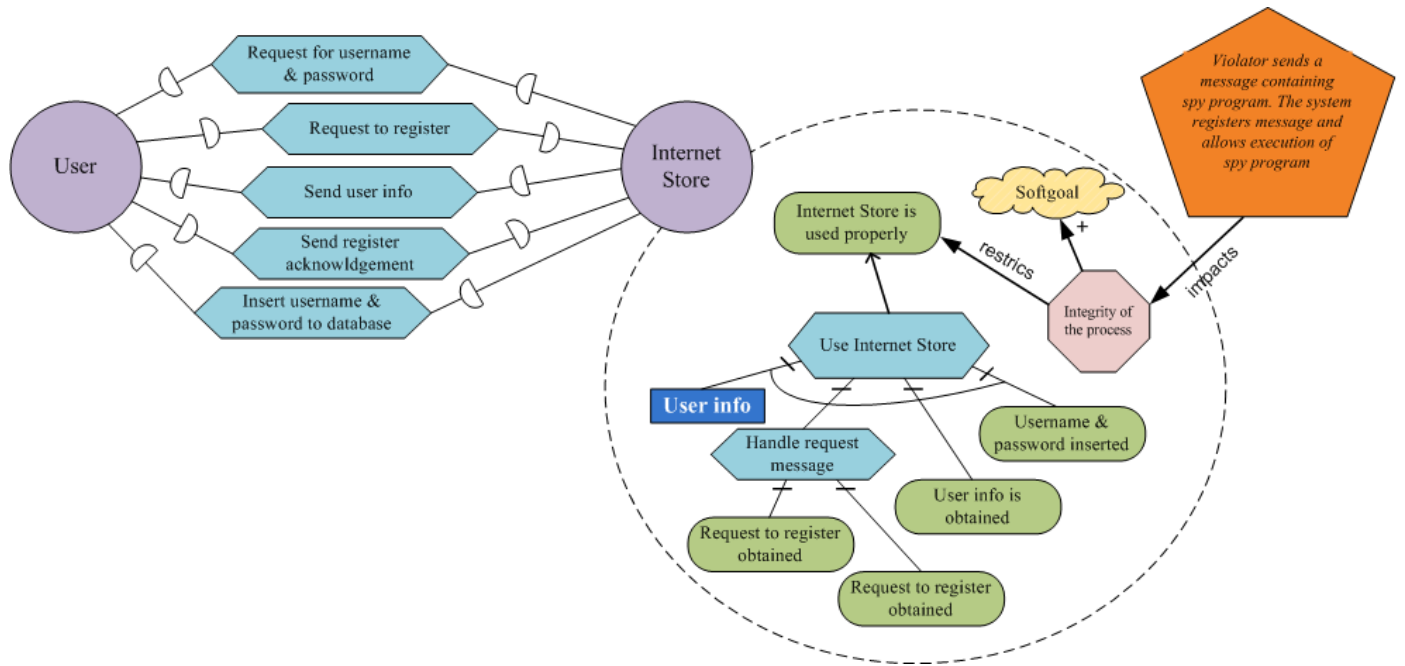 Request for username
& password
Request to register
Send user info
Send register
acknowldgement
Insert username &
password to database
User
Internet
Store
Violator sends a
message containing
spy program. The system
registers message and
allows execution of
spy program
Softgoal
+
Internet Store is
used properly
restrics
impacts
Integrity of
the process
Use Internet Store
User info
Username &
password inserted
Handle request
message
User info is
obtained
Request to register
obtained
Request to register
obtained